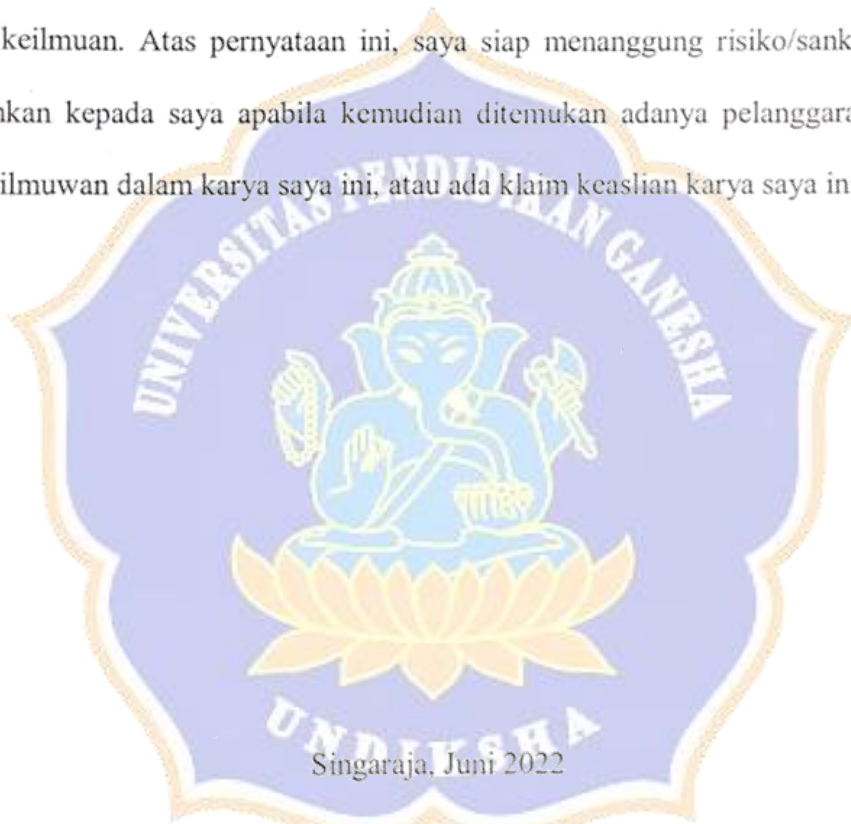 keilmuan. Atas pernyataan ini, saya siap menanggung risiko/sank
kan kepada saya apabila kemudian ditemukan adanya pelanggara
ilmuwan dalam karya saya ini, atau ada klaim keaslian karya saya in
UNIVERSITAS PENDIDIKAN GANESHA
UNDIKSHA
Singaraja, Juni 2022